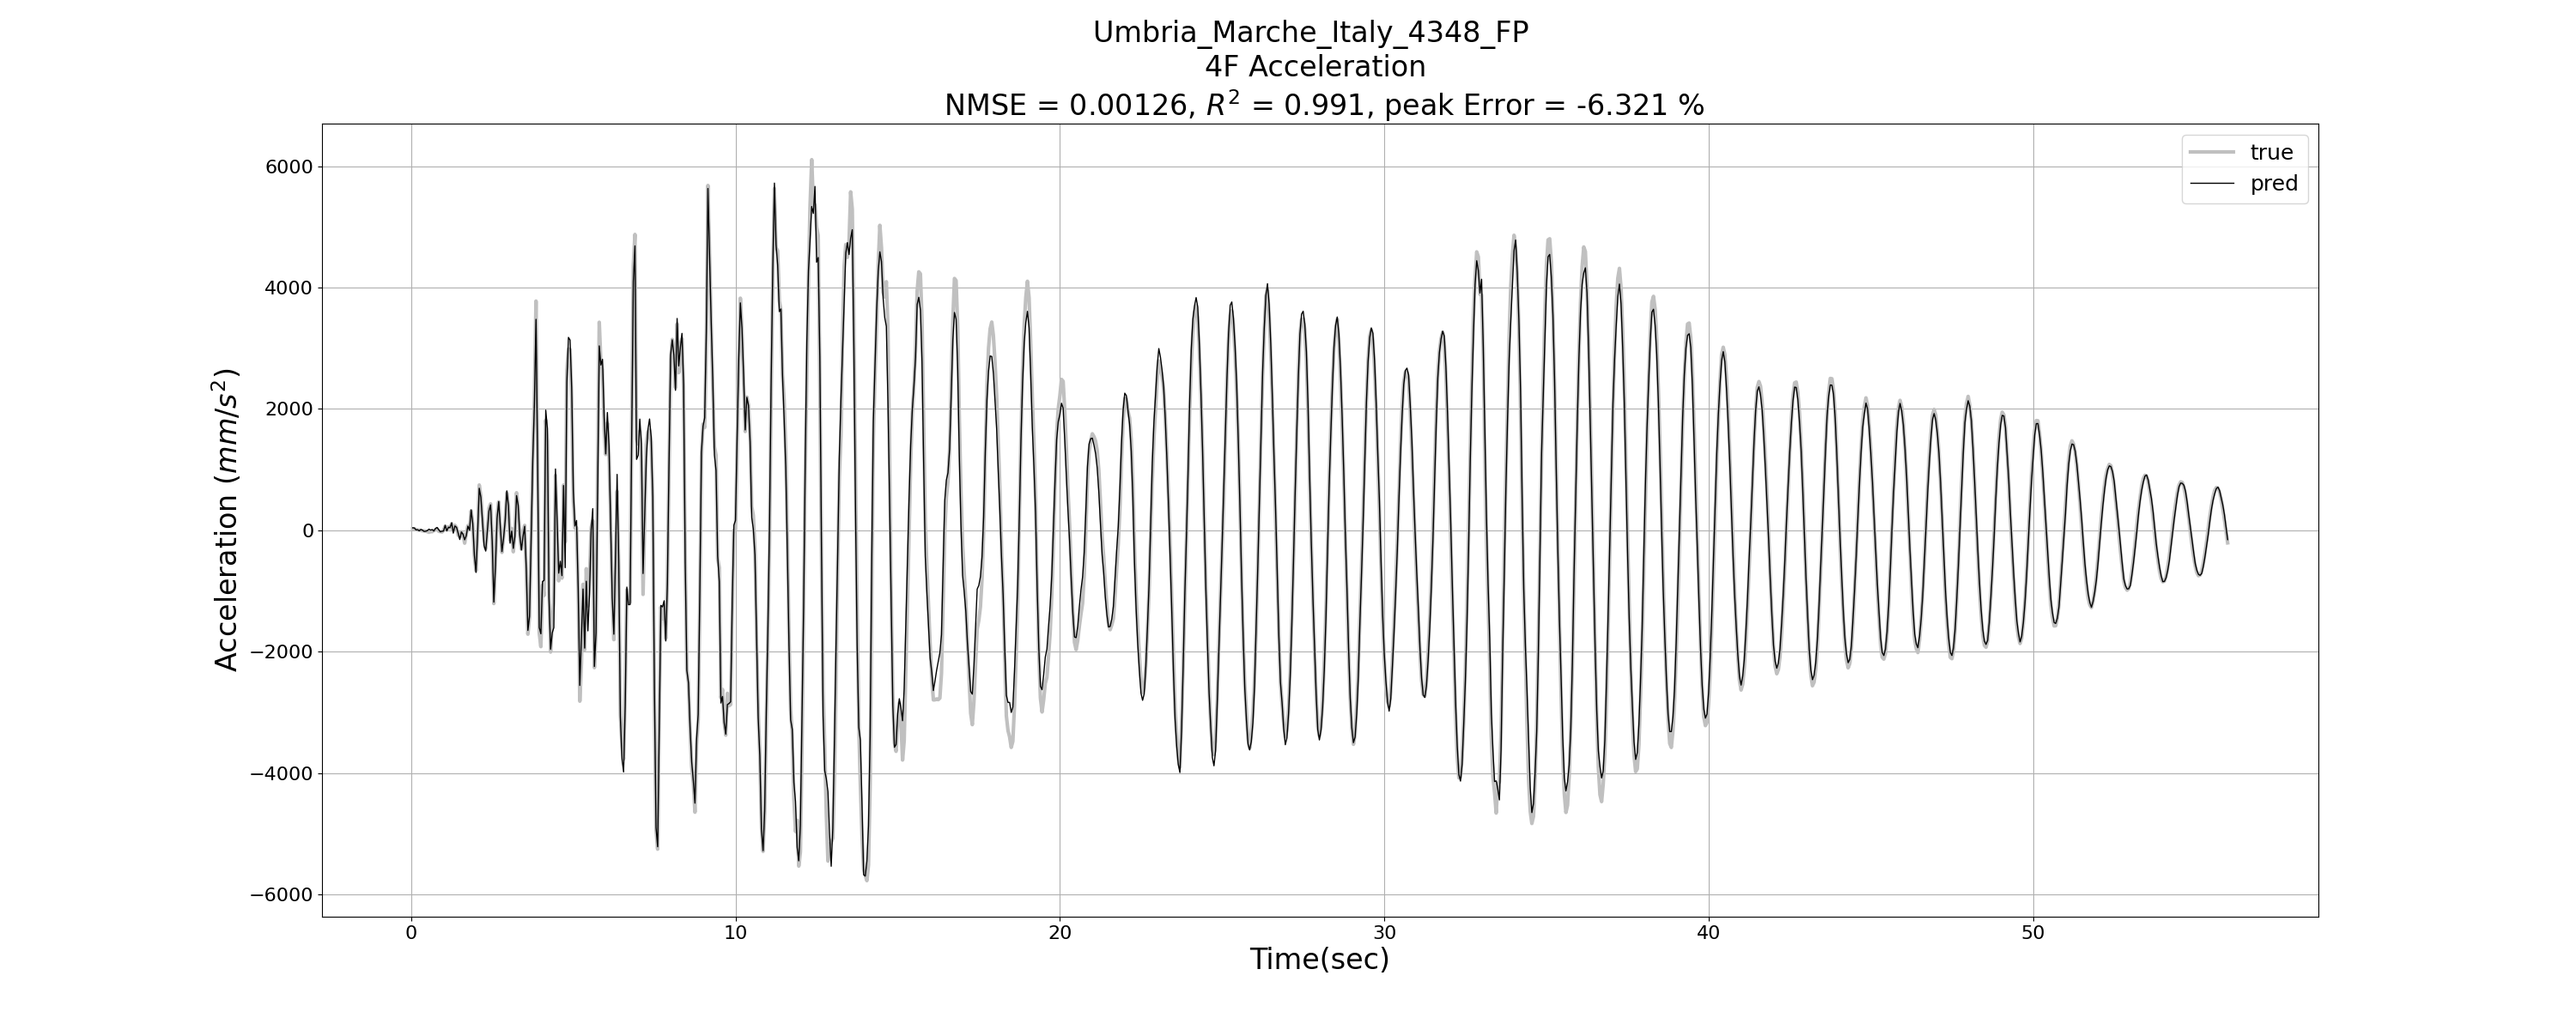 Umbria_Marche_Italy_4348_FP
4F Acceleration
NMSE = 0.00126, R² = 0.991, peak Error = -6.321 %
true
pred
Acceleration (mm/s²)
6000
4000
2000
0
−2000
−4000
−6000
0 10 20 30 40 50
Time(sec)